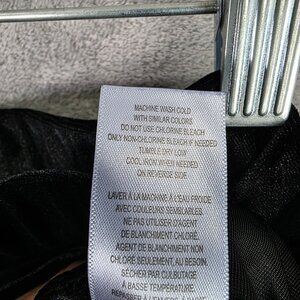 MACHINE WASH COLD
WITH SIMILAR COLORS
DO NOT USE CHLORINE BLEACH
ONLY NON-CHLORINE BLEACH IF NEEDED
TUMBLE DRY LOW
COOL IRON WHEN NEEDED
ON REVERSE SIDE
LAVER À LA MACHINE À L'EAU FROIDE
AVEC COULEURS SEMBLABLES.
NE PAS UTILISER D'AGENT
DE BLANCHIMENT CHLORÉ.
AGENT DE BLANCHIMENT NON
CHLORÉ SEULEMENT, AU BESOIN.
SÉCHER PAR CULBUTAGE
À BASSE TEMPÉRATURE.
REPASSER À